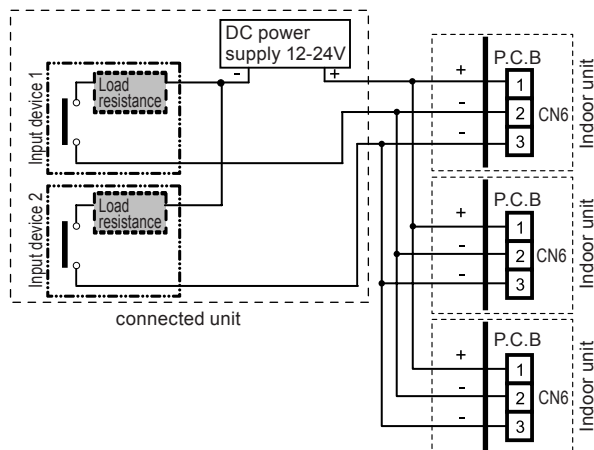 DC power
supply 12-24V
- +
Input device 1
Load
resistance
Input device 2
Load
resistance
connected unit
P.C.B
+ 1
- 2 CN6
- 3
Indoor unit
P.C.B
+ 1
- 2 CN6
- 3
Indoor unit
P.C.B
+ 1
- 2 CN6
- 3
Indoor unit